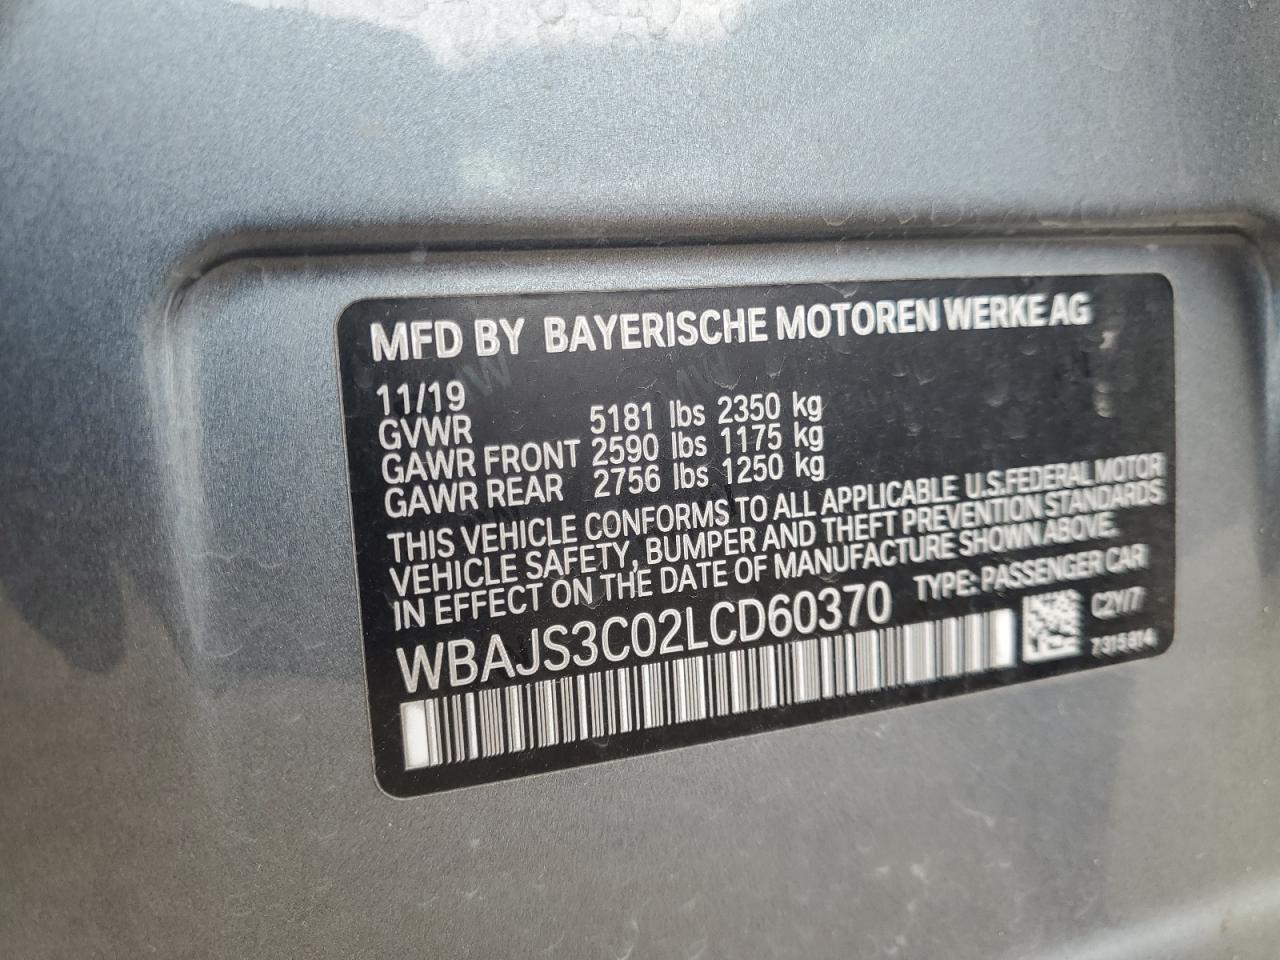 MFD BY BAYERISCHE MOTOREN WERKE AG
11/19
GVWR 5181 lbs 2350 kg
GAWR FRONT 2590 lbs 1175 kg
GAWR REAR 2756 lbs 1250 kg
THIS VEHICLE CONFORMS TO ALL APPLICABLE U.S.FEDERAL MOTOR
VEHICLE SAFETY, BUMPER AND THEFT PREVENTION STANDARDS
IN EFFECT ON THE DATE OF MANUFACTURE SHOWN ABOVE.
WBAJS3C02LCD60370 TYPE: PASSENGER CAR
C2Y/7
7315814